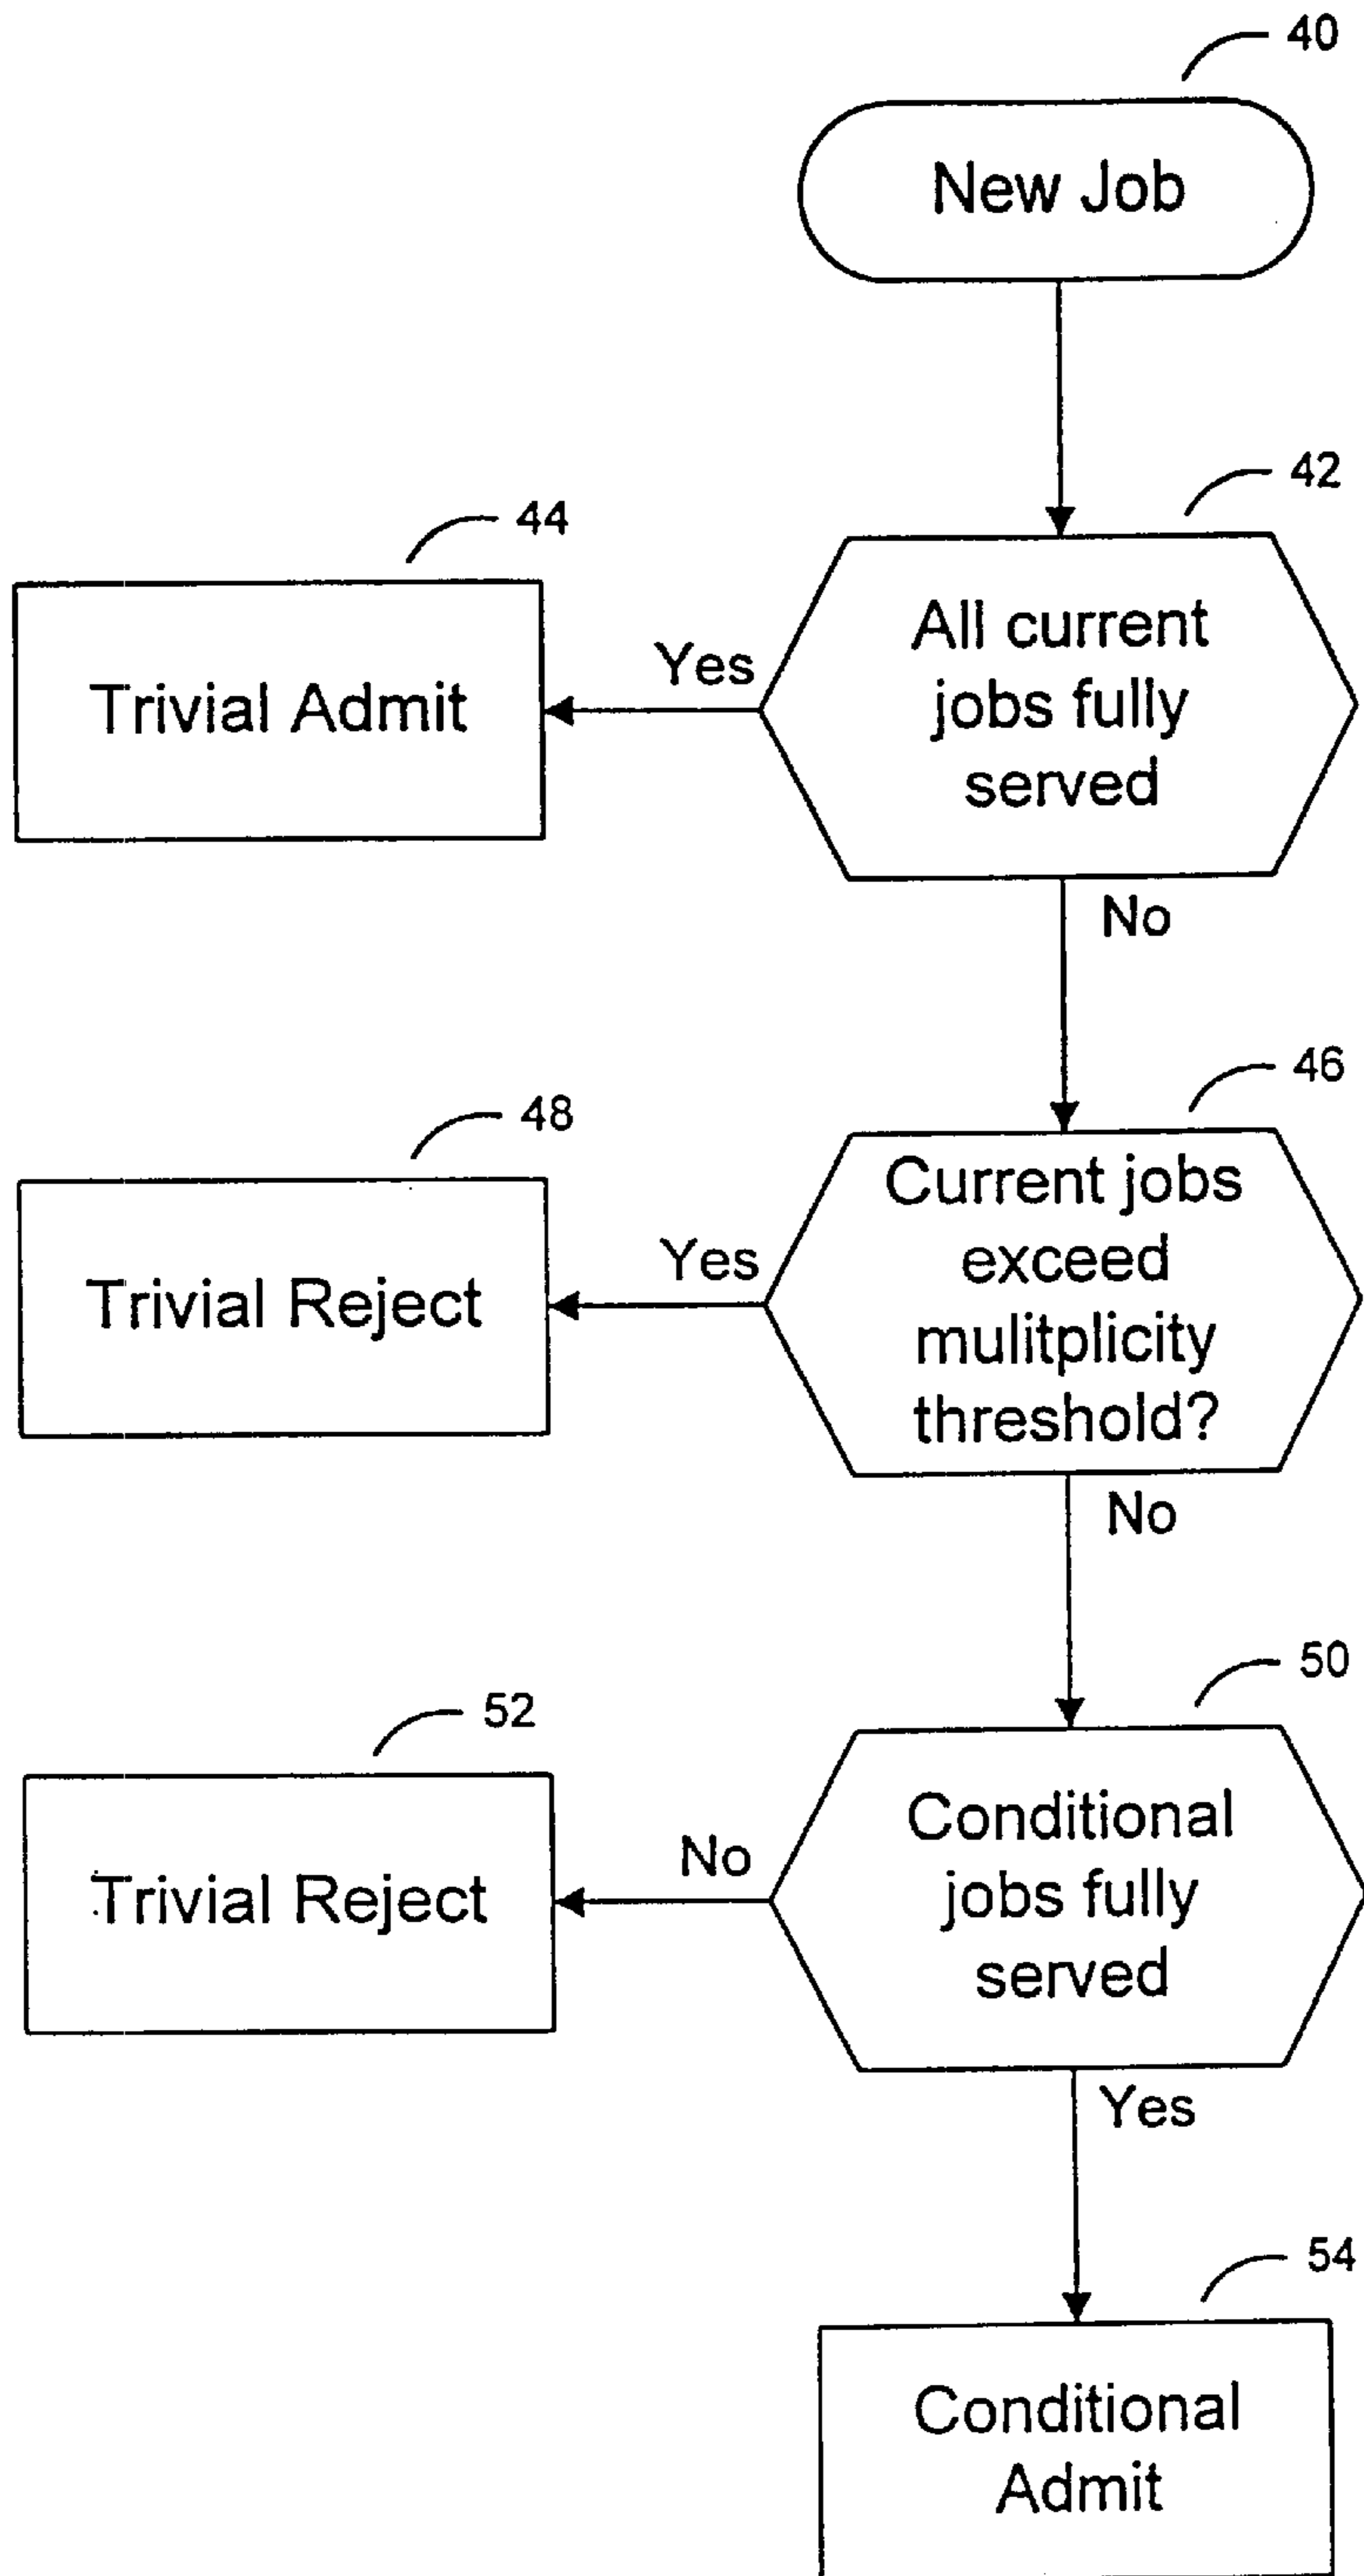 40
New Job
42
All current
jobs fully
served
44
Yes
Trivial Admit
No
46
Current jobs
exceed
mulitplicity
threshold?
48
Yes
Trivial Reject
No
50
Conditional
jobs fully
served
52
No
Trivial Reject
Yes
54
Conditional
Admit